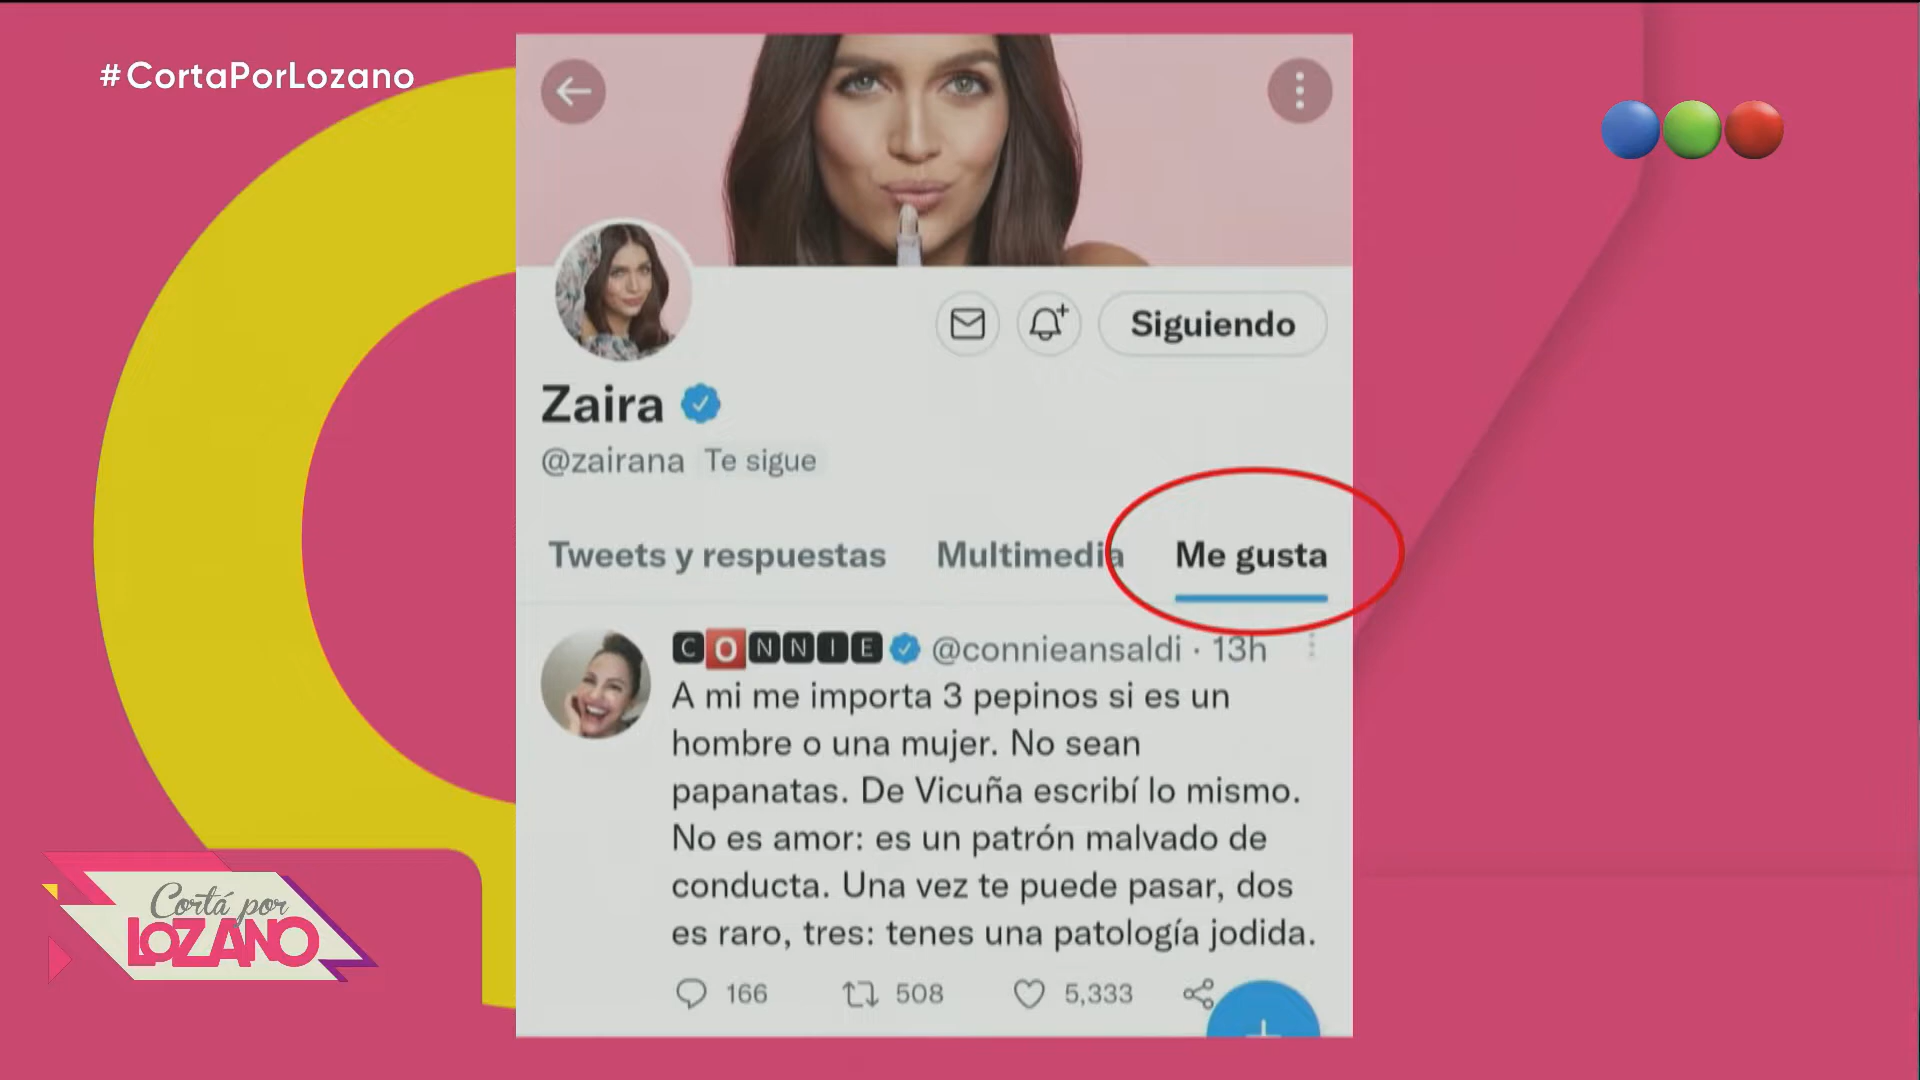 #CortaPorLozano
Siguiendo
Zaira
@zairana Te sigue
Tweets y respuestas Multimedia Me gusta
CONNIE @connieansaldi · 13h
A mi me importa 3 pepinos si es un
hombre o una mujer. No sean
papanatas. De Vicuña escribí lo mismo.
No es amor: es un patrón malvado de
conducta. Una vez te puede pasar, dos
es raro, tres: tenes una patología jodida.
166 508 5,333
Cortá por
LOZANO